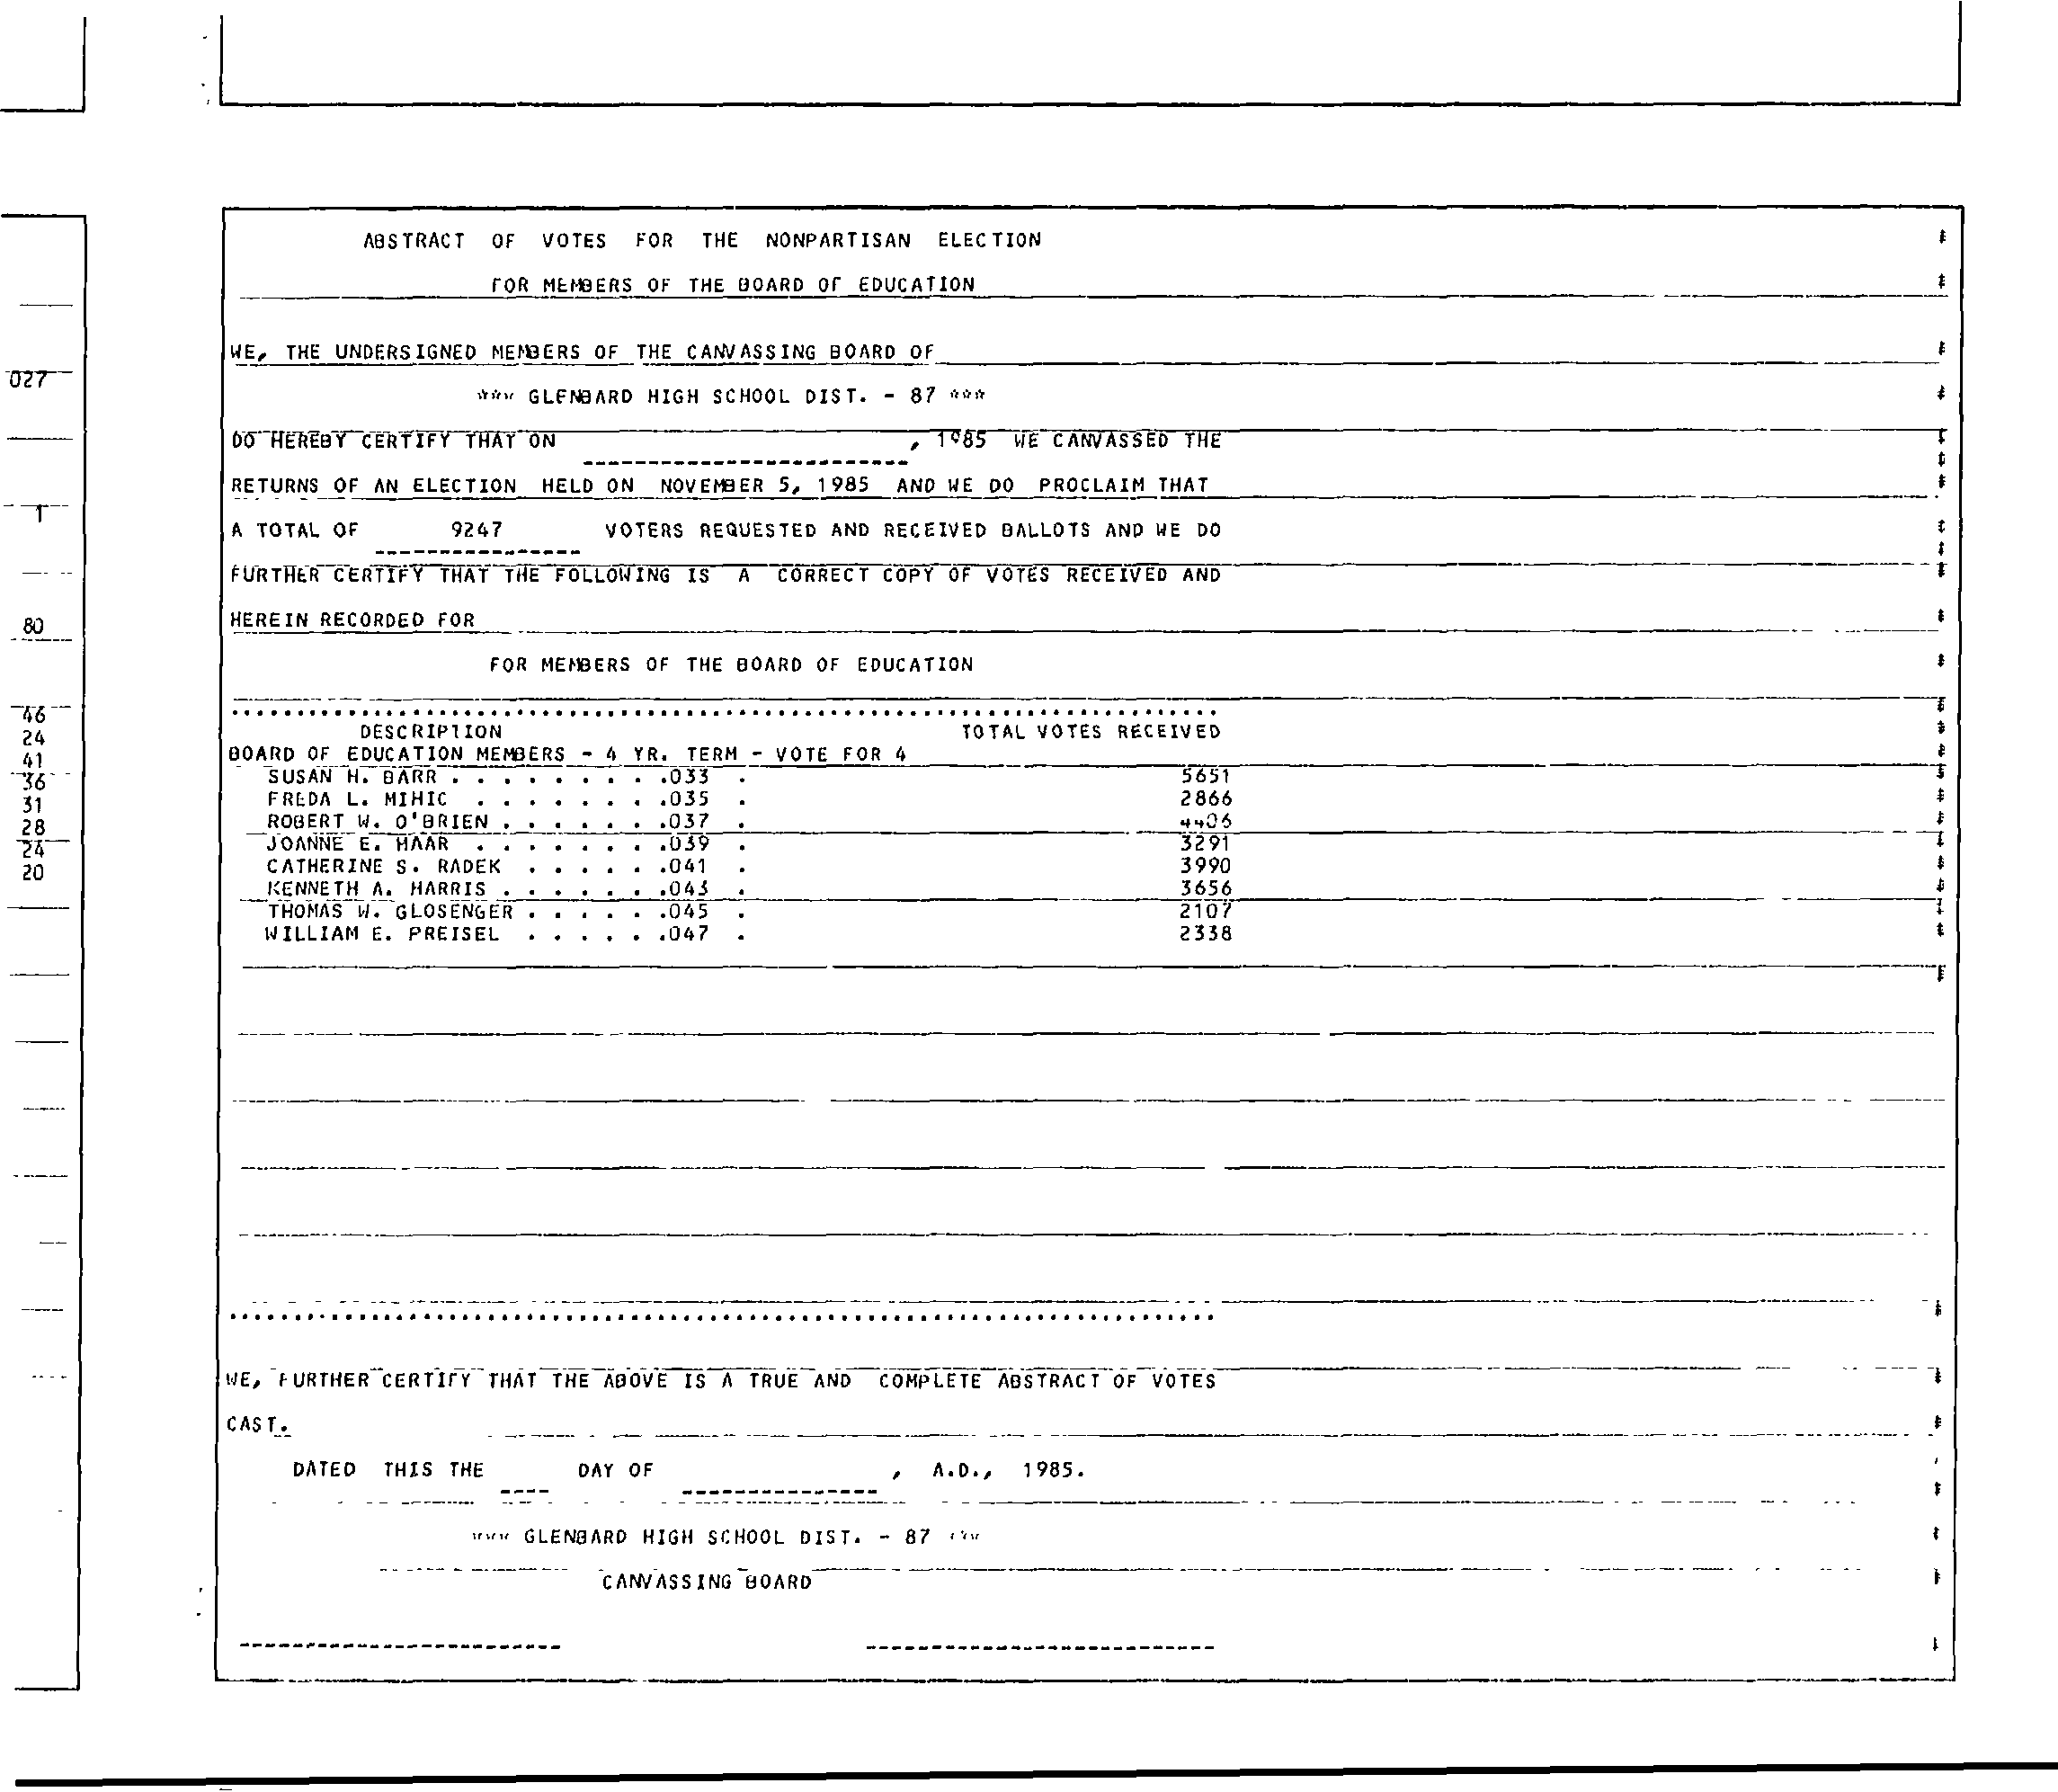 027
1
80
46
24
41
36
31
28
24
20
ABSTRACT OF VOTES FOR THE NONPARTISAN ELECTION
FOR MEMBERS OF THE BOARD OF EDUCATION
WE, THE UNDERSIGNED MEMBERS OF THE CANVASSING BOARD OF
*** GLENBARD HIGH SCHOOL DIST. - 87 ***
DO HEREBY CERTIFY THAT ON , 1985 WE CANVASSED THE
RETURNS OF AN ELECTION HELD ON NOVEMBER 5, 1985 AND WE DO PROCLAIM THAT
A TOTAL OF 9247 VOTERS REQUESTED AND RECEIVED BALLOTS AND WE DO
FURTHER CERTIFY THAT THE FOLLOWING IS A CORRECT COPY OF VOTES RECEIVED AND
HEREIN RECORDED FOR
FOR MEMBERS OF THE BOARD OF EDUCATION
DESCRIPTION TOTAL VOTES RECEIVED
BOARD OF EDUCATION MEMBERS - 4 YR. TERM - VOTE FOR 4
SUSAN H. BARR . . . . . . . . .033 . 5651
FREDA L. MIHIC . . . . . . . .035 . 2866
ROBERT W. O'BRIEN . . . . . . .037 . 4406
JOANNE E. HAAR . . . . . . . .039 . 3291
CATHERINE S. RADEK . . . . . .041 . 3990
KENNETH A. HARRIS . . . . . . .043 . 3656
THOMAS W. GLOSENGER . . . . . .045 . 2107
WILLIAM E. PREISEL . . . . . .047 . 2338
WE, FURTHER CERTIFY THAT THE ABOVE IS A TRUE AND COMPLETE ABSTRACT OF VOTES
CAST.
DATED THIS THE DAY OF , A.D., 1985.
*** GLENBARD HIGH SCHOOL DIST. - 87 ***
CANVASSING BOARD